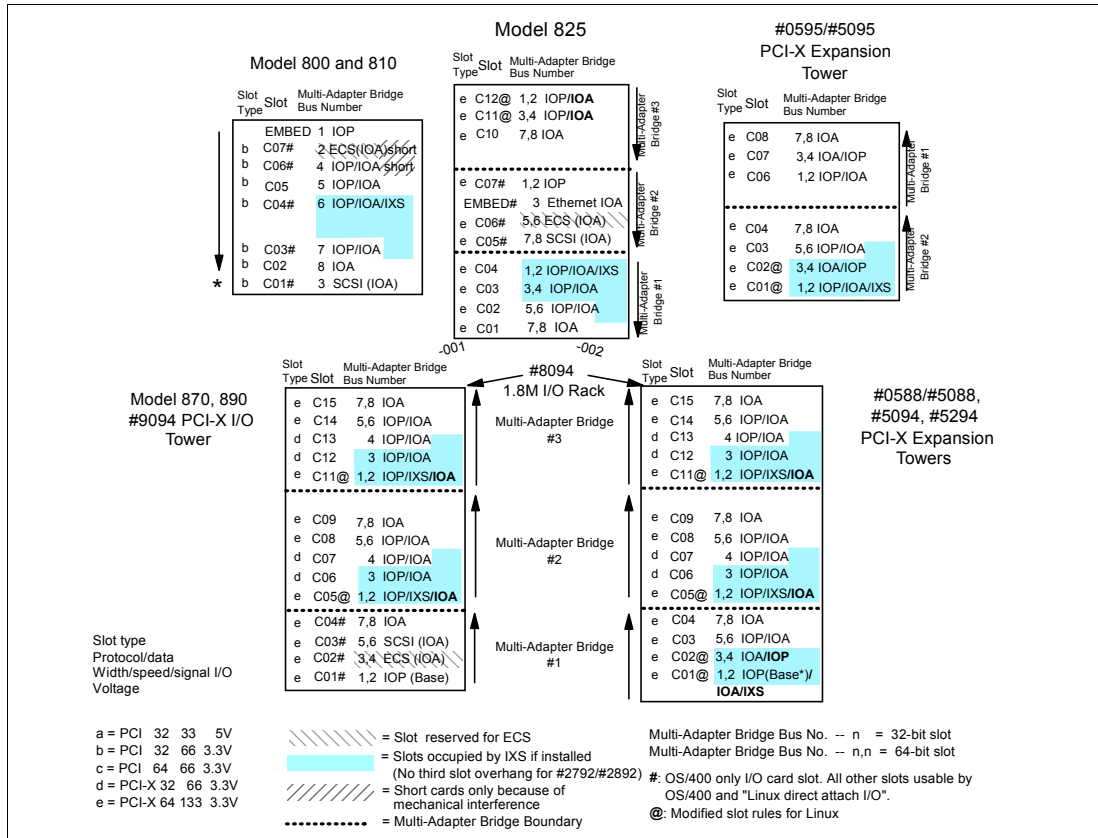 Model 800 and 810
Slot Type Slot Multi-Adapter Bridge Bus Number
EMBED 1 IOP
b C07# 2 ECS(IOA)short
b C06# 4 IOP/IOA short
b C05 5 IOP/IOA
b C04# 6 IOP/IOA/IXS
b C03# 7 IOP/IOA
b C02 8 IOA
* b C01# 3 SCSI (IOA)
Model 825
Slot Type Slot Multi-Adapter Bridge Bus Number
e C12@ 1,2 IOP/IOA
e C11@ 3,4 IOP/IOA
e C10 7,8 IOA
Multi-Adapter Bridge #3
e C07# 1,2 IOP
EMBED# 3 Ethernet IOA
e C06# 5,6 ECS (IOA)
e C05# 7,8 SCSI (IOA)
Multi-Adapter Bridge #2
e C04 1,2 IOP/IOA/IXS
e C03 3,4 IOP/IOA
e C02 5,6 IOP/IOA
e C01 7,8 IOA
Multi-Adapter Bridge #1
#0595/#5095
PCI-X Expansion
Tower
Slot Type Slot Multi-Adapter Bridge Bus Number
e C08 7,8 IOA
e C07 3,4 IOA/IOP
e C06 1,2 IOP/IOA
Multi-Adapter Bridge #1
e C04 7,8 IOA
e C03 5,6 IOP/IOA
e C02@ 3,4 IOA/IOP
e C01@ 1,2 IOP/IOA/IXS
Multi-Adapter Bridge #2
-001 -002
#8094
1.8M I/O Rack
Model 870, 890
#9094 PCI-X I/O
Tower
Slot Type Slot Multi-Adapter Bridge Bus Number
e C15 7,8 IOA
e C14 5,6 IOP/IOA
d C13 4 IOP/IOA
d C12 3 IOP/IOA
e C11@ 1,2 IOP/IXS/IOA
Multi-Adapter Bridge
#3
e C09 7,8 IOA
e C08 5,6 IOP/IOA
d C07 4 IOP/IOA
d C06 3 IOP/IOA
e C05@ 1,2 IOP/IXS/IOA
Multi-Adapter Bridge
#2
e C04# 7,8 IOA
e C03# 5,6 SCSI (IOA)
e C02# 3,4 ECS (IOA)
e C01# 1,2 IOP (Base)
Multi-Adapter Bridge
#1
#0588/#5088,
#5094, #5294
PCI-X Expansion
Towers
Slot Type Slot Multi-Adapter Bridge Bus Number
e C15 7,8 IOA
e C14 5,6 IOP/IOA
d C13 4 IOP/IOA
d C12 3 IOP/IOA
e C11@ 1,2 IOP/IXS/IOA
e C09 7,8 IOA
e C08 5,6 IOP/IOA
d C07 4 IOP/IOA
d C06 3 IOP/IOA
e C05@ 1,2 IOP/IXS/IOA
e C04 7,8 IOA
e C03 5,6 IOP/IOA
e C02@ 3,4 IOA/IOP
e C01@ 1,2 IOP(Base*)/
IOA/IXS
Slot type
Protocol/data
Width/speed/signal I/O
Voltage
a = PCI 32 33 5V
b = PCI 32 66 3.3V
c = PCI 64 66 3.3V
d = PCI-X 32 66 3.3V
e = PCI-X 64 133 3.3V
= Slot reserved for ECS
= Slots occupied by IXS if installed
(No third slot overhang for #2792/#2892)
= Short cards only because of
mechanical interference
= Multi-Adapter Bridge Boundary
Multi-Adapter Bridge Bus No. -- n = 32-bit slot
Multi-Adapter Bridge Bus No. -- n,n = 64-bit slot
#: OS/400 only I/O card slot. All other slots usable by
OS/400 and "Linux direct attach I/O".
@: Modified slot rules for Linux